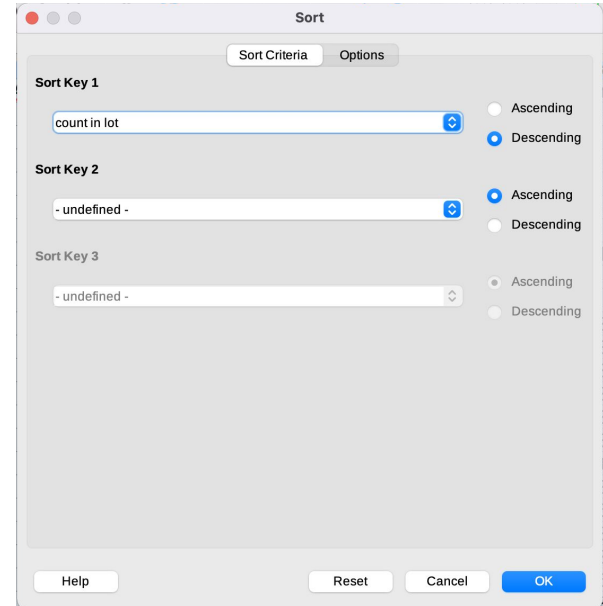 Sort
Sort Criteria Options
Sort Key 1
count in lot
Ascending
Descending
Sort Key 2
- undefined -
Ascending
Descending
Sort Key 3
- undefined -
Ascending
Descending
Help Reset Cancel OK